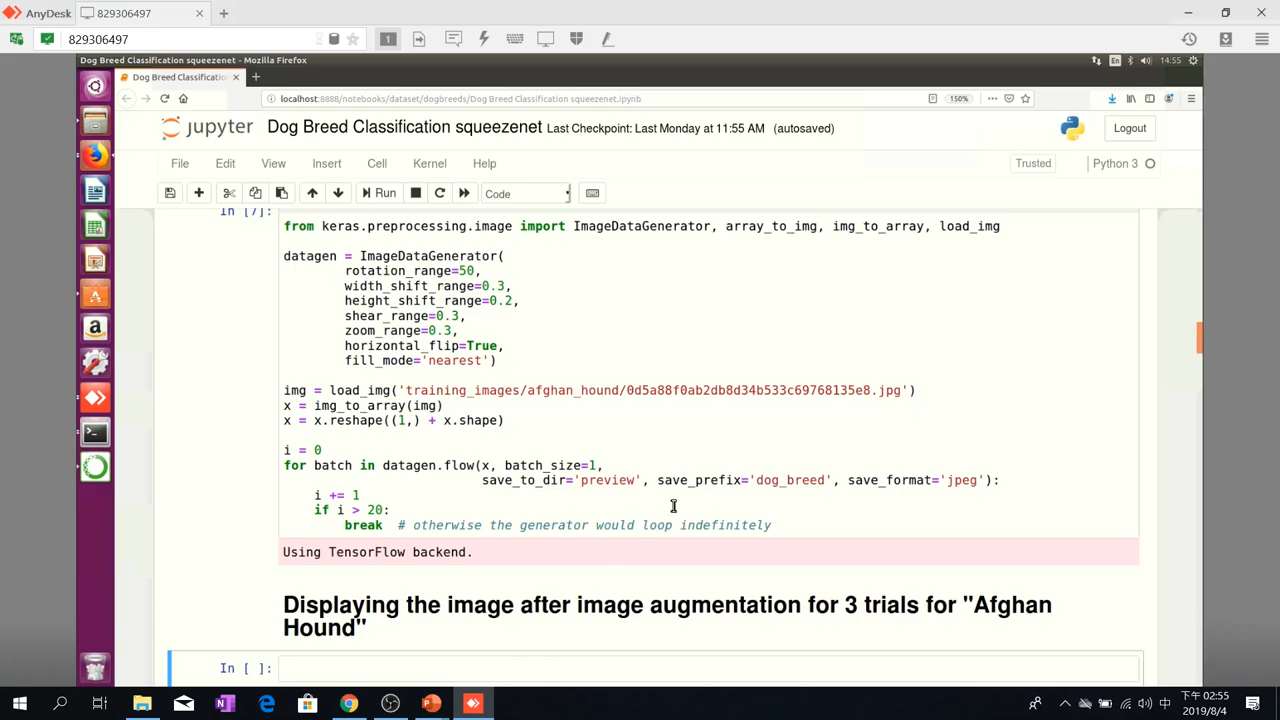 AnyDesk
829306497
829306497
1
Dog Breed Classification squeezenet - Mozilla Firefox
En
14:55
Dog Breed Classificatio
localhost:8888/notebooks/dataset/dogbreeds/Dog Breed Classification squeezenet.ipynb
150%
jupyter
Dog Breed Classification squeezenet Last Checkpoint: Last Monday at 11:55 AM (autosaved)
Logout
File Edit View Insert Cell Kernel Help
Trusted
Python 3
Run
Code
In [7]:
from keras.preprocessing.image import ImageDataGenerator, array_to_img, img_to_array, load_img
datagen = ImageDataGenerator(
rotation_range=50,
width_shift_range=0.3,
height_shift_range=0.2,
shear_range=0.3,
zoom_range=0.3,
horizontal_flip=True,
fill_mode='nearest')
img = load_img('training_images/afghan_hound/0d5a88f0ab2db8d34b533c69768135e8.jpg')
x = img_to_array(img)
x = x.reshape((1,) + x.shape)
i = 0
for batch in datagen.flow(x, batch_size=1,
save_to_dir='preview', save_prefix='dog_breed', save_format='jpeg'):
i += 1
if i > 20:
break # otherwise the generator would loop indefinitely
Using TensorFlow backend.
Displaying the image after image augmentation for 3 trials for "Afghan
Hound"
In [ ]:
中
下午 02:55
2019/8/4